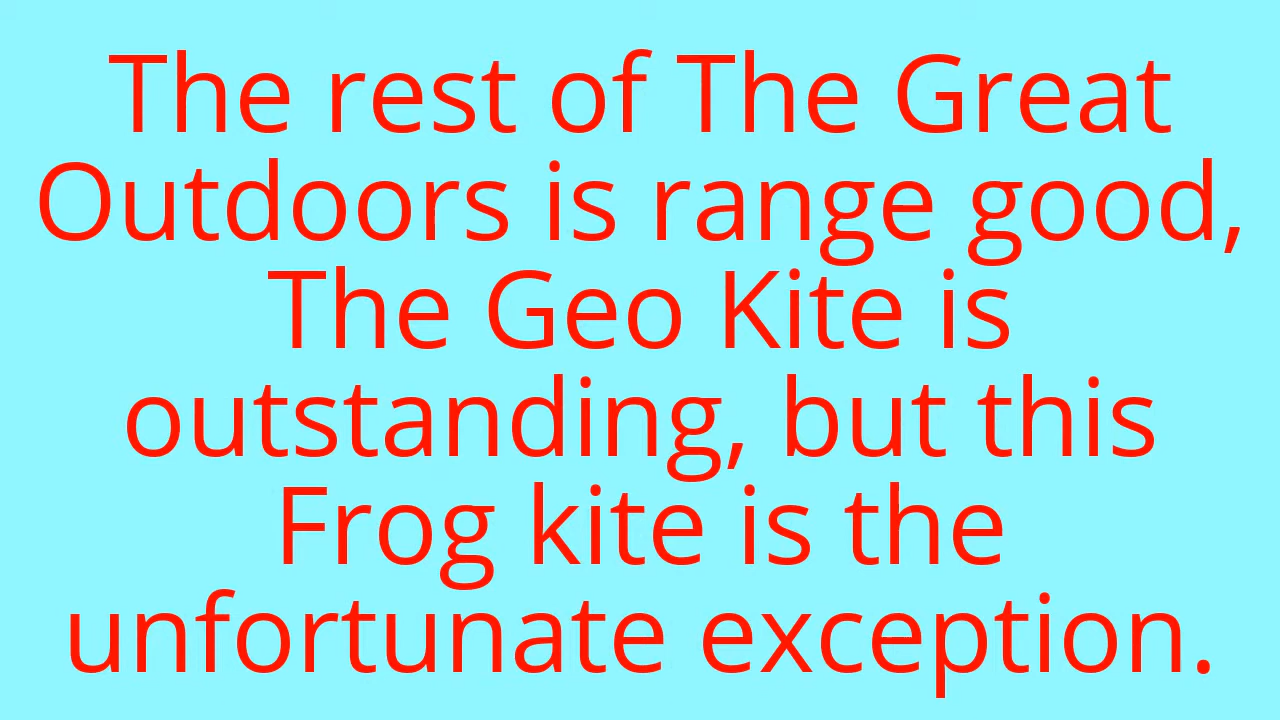 The rest of The Great
Outdoors is range good,
The Geo Kite is
outstanding, but this
Frog kite is the
unfortunate exception.